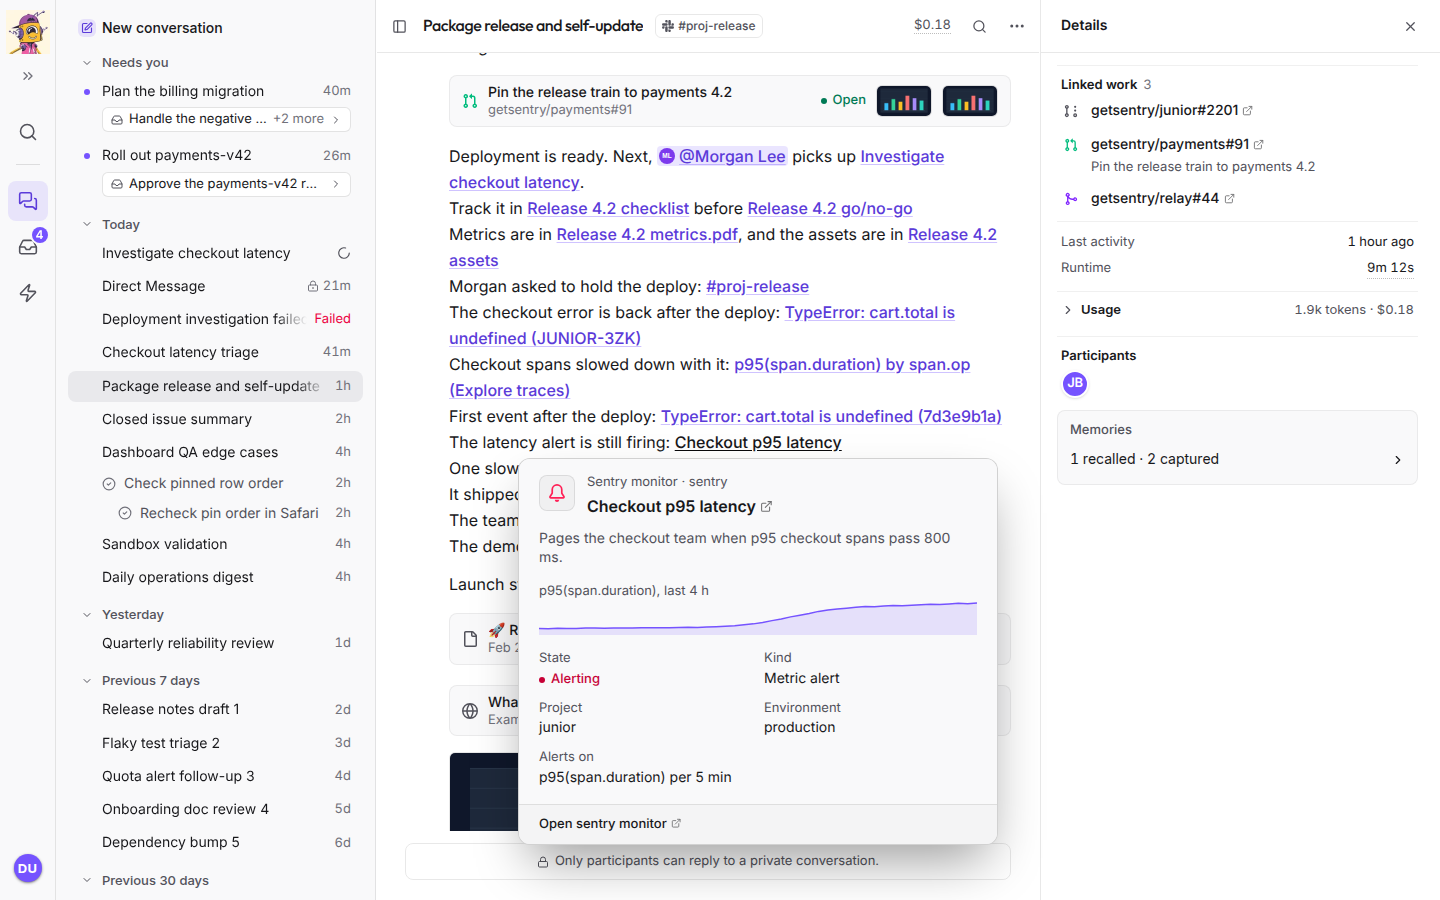 New conversation
Needs you
Plan the billing migration 40m
Handle the negative ... +2 more
Roll out payments-v42 26m
Approve the payments-v42 r...
Today
Investigate checkout latency
4
Direct Message 21m
Deployment investigation failed Failed
Checkout latency triage 41m
Package release and self-update 1h
Closed issue summary 2h
Dashboard QA edge cases 4h
Check pinned row order 2h
Recheck pin order in Safari 2h
Sandbox validation 4h
Daily operations digest 4h
Yesterday
Quarterly reliability review 1d
Previous 7 days
Release notes draft 1 2d
Flaky test triage 2 3d
Quota alert follow-up 3 4d
Onboarding doc review 4 5d
Dependency bump 5 6d
Previous 30 days
DU
Package release and self-update #proj-release $0.18
Pin the release train to payments 4.2
getsentry/payments#91
Open
Deployment is ready. Next, ML @Morgan Lee picks up Investigate
checkout latency.
Track it in Release 4.2 checklist before Release 4.2 go/no-go
Metrics are in Release 4.2 metrics.pdf, and the assets are in Release 4.2
assets
Morgan asked to hold the deploy: #proj-release
The checkout error is back after the deploy: TypeError: cart.total is
undefined (JUNIOR-3ZK)
Checkout spans slowed down with it: p95(span.duration) by span.op
(Explore traces)
First event after the deploy: TypeError: cart.total is undefined (7d3e9b1a)
The latency alert is still firing: Checkout p95 latency
One slow
It shipped
The team
The demo
Launch s
Feb 2
Wha
Exam
Sentry monitor · sentry
Checkout p95 latency
Pages the checkout team when p95 checkout spans pass 800
ms.
p95(span.duration), last 4 h
State Kind
Alerting Metric alert
Project Environment
junior production
Alerts on
p95(span.duration) per 5 min
Open sentry monitor
Only participants can reply to a private conversation.
Details
Linked work 3
getsentry/junior#2201
getsentry/payments#91
Pin the release train to payments 4.2
getsentry/relay#44
Last activity 1 hour ago
Runtime 9m 12s
Usage 1.9k tokens · $0.18
Participants
JB
Memories
1 recalled · 2 captured